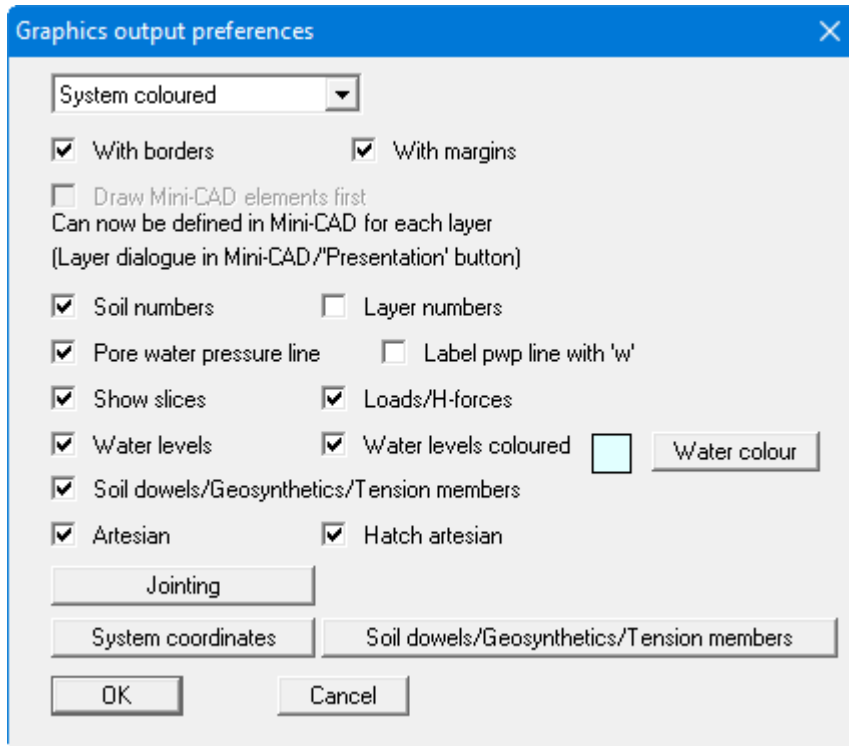 Graphics output preferences
System coloured
With borders With margins
Draw Mini-CAD elements first
Can now be defined in Mini-CAD for each layer
(Layer dialogue in Mini-CAD/'Presentation' button)
Soil numbers Layer numbers
Pore water pressure line Label pwp line with 'w'
Show slices Loads/H-forces
Water levels Water levels coloured Water colour
Soil dowels/Geosynthetics/Tension members
Artesian Hatch artesian
Jointing
System coordinates Soil dowels/Geosynthetics/Tension members
OK Cancel